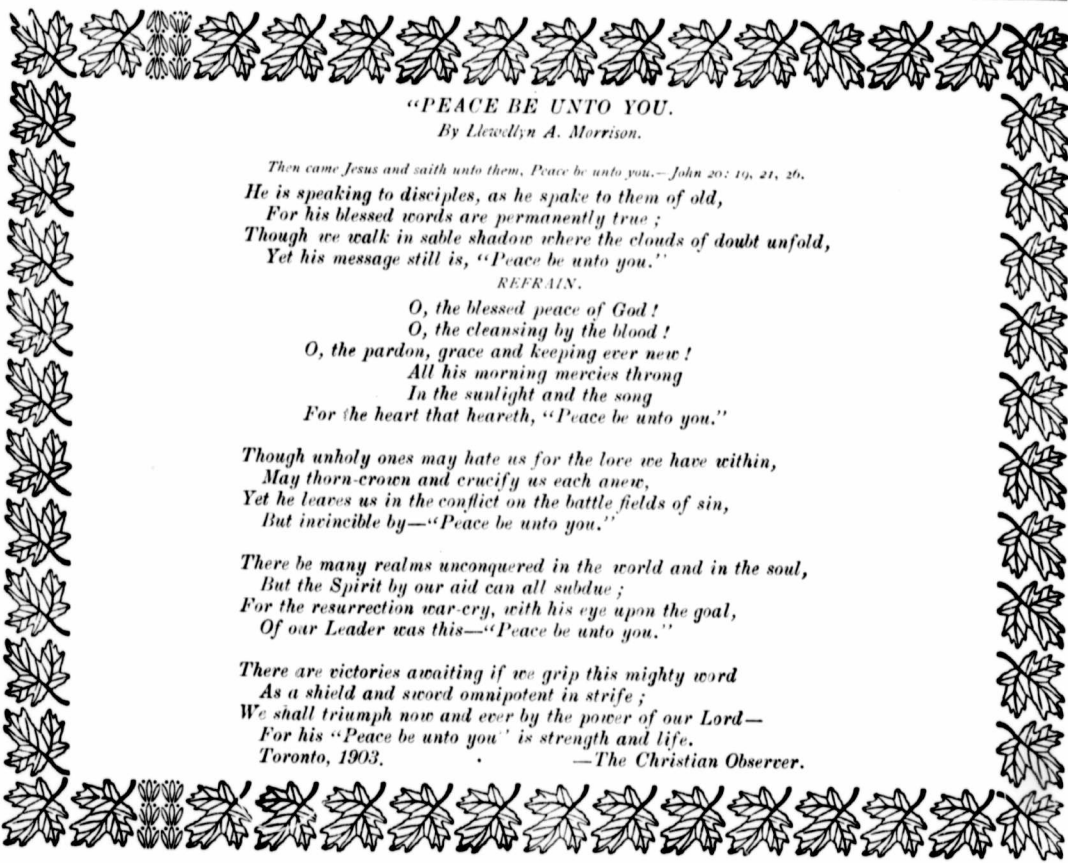 “PEACE BE UNTO YOU.
By Llewellyn A. Morrison.
Then came Jesus and saith unto them, Peace be unto you.—John 20: 19, 21, 26.
He is speaking to disciples, as he spake to them of old,
For his blessed words are permanently true ;
Though we walk in sable shadow where the clouds of doubt unfold,
Yet his message still is, “Peace be unto you.”
REFRAIN.
O, the blessed peace of God !
O, the cleansing by the blood !
O, the pardon, grace and keeping ever new !
All his morning mercies throng
In the sunlight and the song
For the heart that heareth, “Peace be unto you.”
Though unholy ones may hate us for the love we have within,
May thorn-crown and crucify us each anew,
Yet he leaves us in the conflict on the battle fields of sin,
But invincible by—“Peace be unto you.”
There be many realms unconquered in the world and in the soul,
But the Spirit by our aid can all subdue ;
For the resurrection war-cry, with his eye upon the goal,
Of our Leader was this—“Peace be unto you.”
There are victories awaiting if we grip this mighty word
As a shield and sword omnipotent in strife ;
We shall triumph now and ever by the power of our Lord—
For his “Peace be unto you’’ is strength and life.
Toronto, 1903. —The Christian Observer.